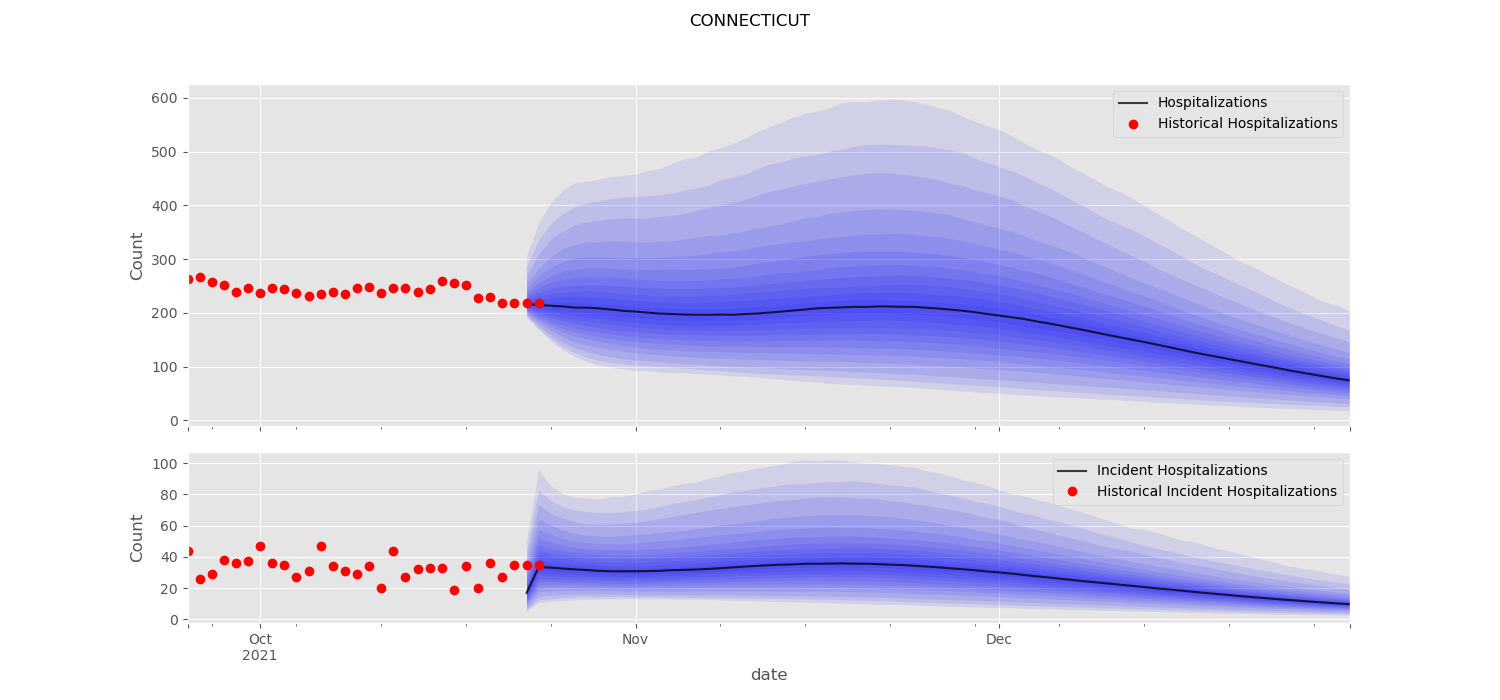 CONNECTICUT
600
500
400
300
200
100
0
Count
Hospitalizations
Historical Hospitalizations
100
80
60
40
20
0
Count
Incident Hospitalizations
Historical Incident Hospitalizations
Oct
2021
Nov
Dec
date